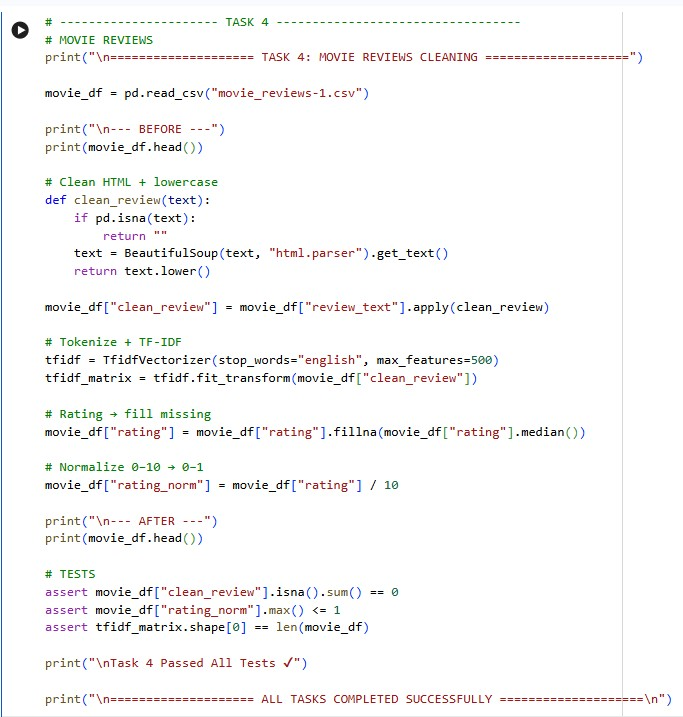 # ---------------------- TASK 4 ----------------------------------
# MOVIE REVIEWS
print("\n==================== TASK 4: MOVIE REVIEWS CLEANING ====================")

movie_df = pd.read_csv("movie_reviews-1.csv")

print("\n--- BEFORE ---")
print(movie_df.head())

# Clean HTML + lowercase
def clean_review(text):
    if pd.isna(text):
        return ""
    text = BeautifulSoup(text, "html.parser").get_text()
    return text.lower()

movie_df["clean_review"] = movie_df["review_text"].apply(clean_review)

# Tokenize + TF-IDF
tfidf = TfidfVectorizer(stop_words="english", max_features=500)
tfidf_matrix = tfidf.fit_transform(movie_df["clean_review"])

# Rating → fill missing
movie_df["rating"] = movie_df["rating"].fillna(movie_df["rating"].median())

# Normalize 0–10 → 0–1
movie_df["rating_norm"] = movie_df["rating"] / 10

print("\n--- AFTER ---")
print(movie_df.head())

# TESTS
assert movie_df["clean_review"].isna().sum() == 0
assert movie_df["rating_norm"].max() <= 1
assert tfidf_matrix.shape[0] == len(movie_df)

print("\nTask 4 Passed All Tests ✓")

print("\n==================== ALL TASKS COMPLETED SUCCESSFULLY ====================\n")